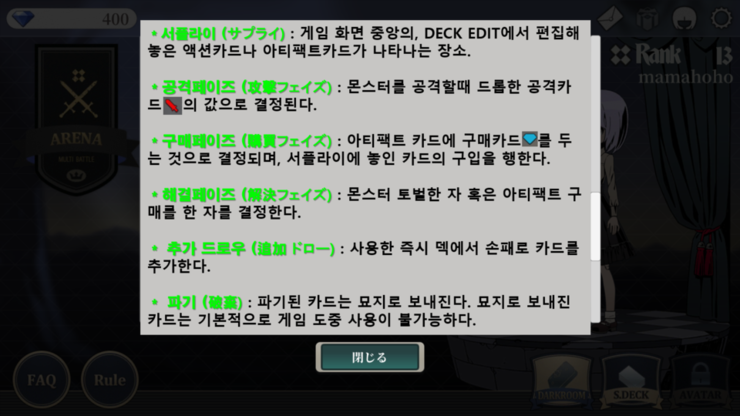 400
Rank 13
mamahoho
ARENA
• 서플라이 (サプライ) : 게임 화면 중앙의, DECK EDIT에서 편집해
놓은 액션카드나 아티팩트카드가 나타나는 장소.
• 공격페이즈 (攻撃フェイズ) : 몬스터를 공격할때 드롭한 공격카
드의 값으로 결정된다.
• 구매페이즈 (購買フェイズ) : 아티팩트 카드에 구매카드를 두
는 것으로 결정되며, 서플라이에 놓인 카드의 구입을 행한다.
• 해결페이즈 (解決フェイズ) : 몬스터 토벌한 자 혹은 아티팩트 구
매를 한 자를 결정한다.
• 추가 드로우 (追加 ドロー) : 사용한 즉시 덱에서 손패로 카드를
추가한다.
• 파기 (破棄) : 파기된 카드는 묘지로 보내진다. 묘지로 보내진
카드는 기본적으로 게임 도중 사용이 불가능하다.
閉じる
FAQ
Rule
DARKROOM
S.DECK
AVATAR